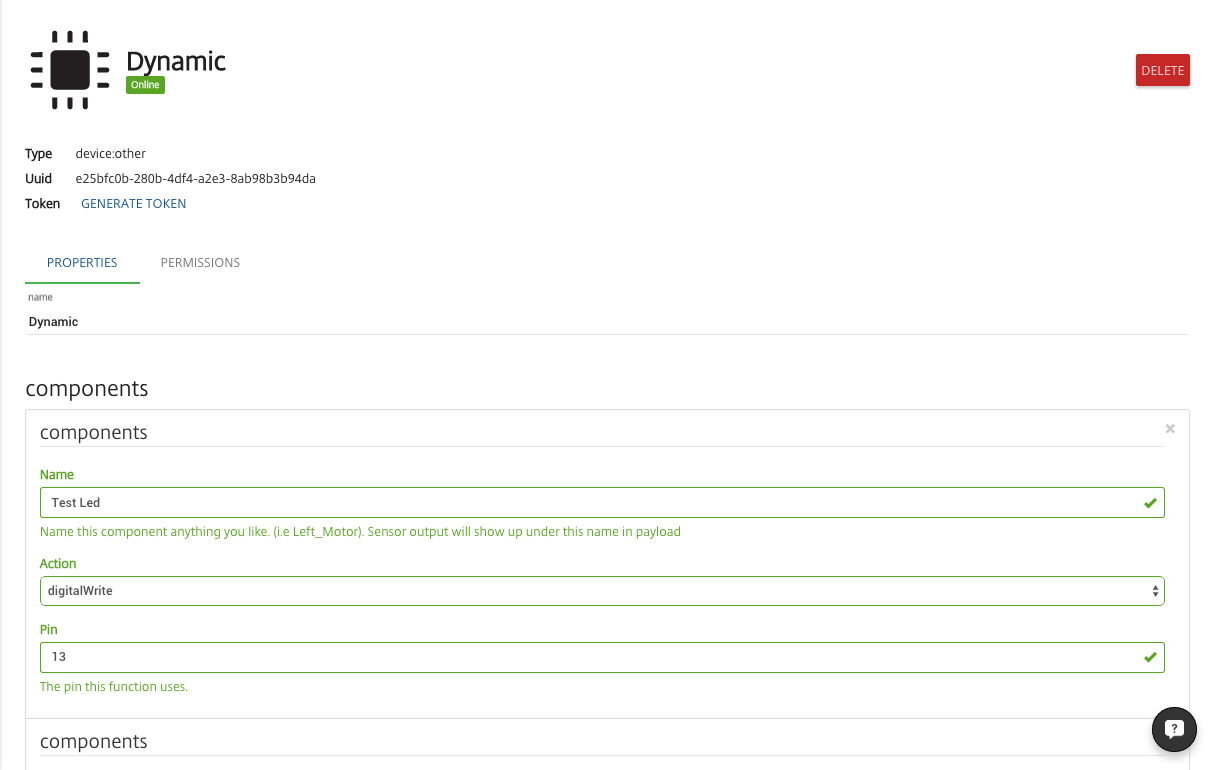 Dynamic
Online
DELETE
Type device:other
Uuid e25bfc0b-280b-4df4-a2e3-8ab98b3b94da
Token GENERATE TOKEN
PROPERTIES PERMISSIONS
name
Dynamic
components
components
Name
Test Led
Name this component anything you like. (i.e Left_Motor). Sensor output will show up under this name in payload
Action
digitalWrite
Pin
13
The pin this function uses.
components